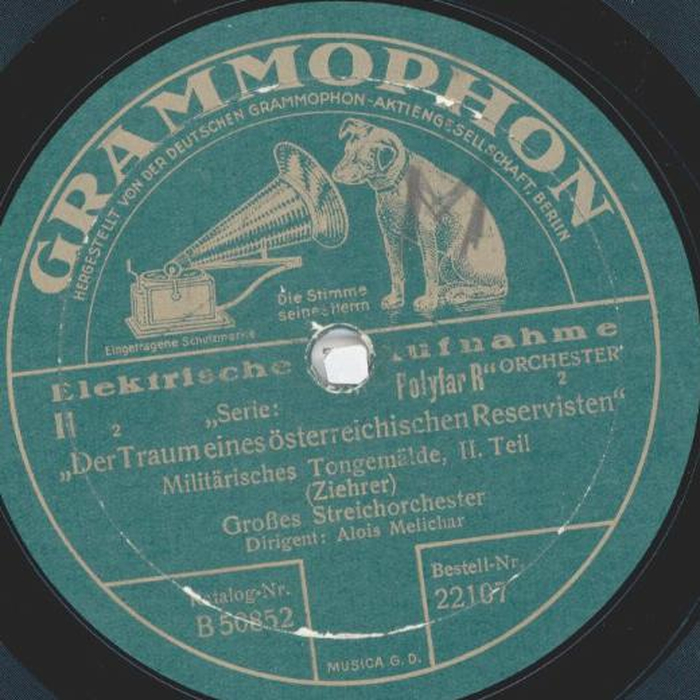 GRAMMOPHON
HERGESTELLT VON DER DEUTSCHEN GRAMMOPHON-AKTIENGESELLSCHAFT, BERLIN
M
Die Stimme
seines Herrn
Eingetragene Schutzmarke
Elektrische Aufnahme
Polyfar R“ ORCHESTER
2 2
„Serie:
„Der Traum eines österreichischen Reservisten“
Militärisches Tongemälde, II. Teil
(Ziehrer)
Großes Streichorchester
Dirigent: Alois Melichar
Katalog-Nr.
B 50852
Bestell-Nr.
22107
MUSICA G. D.